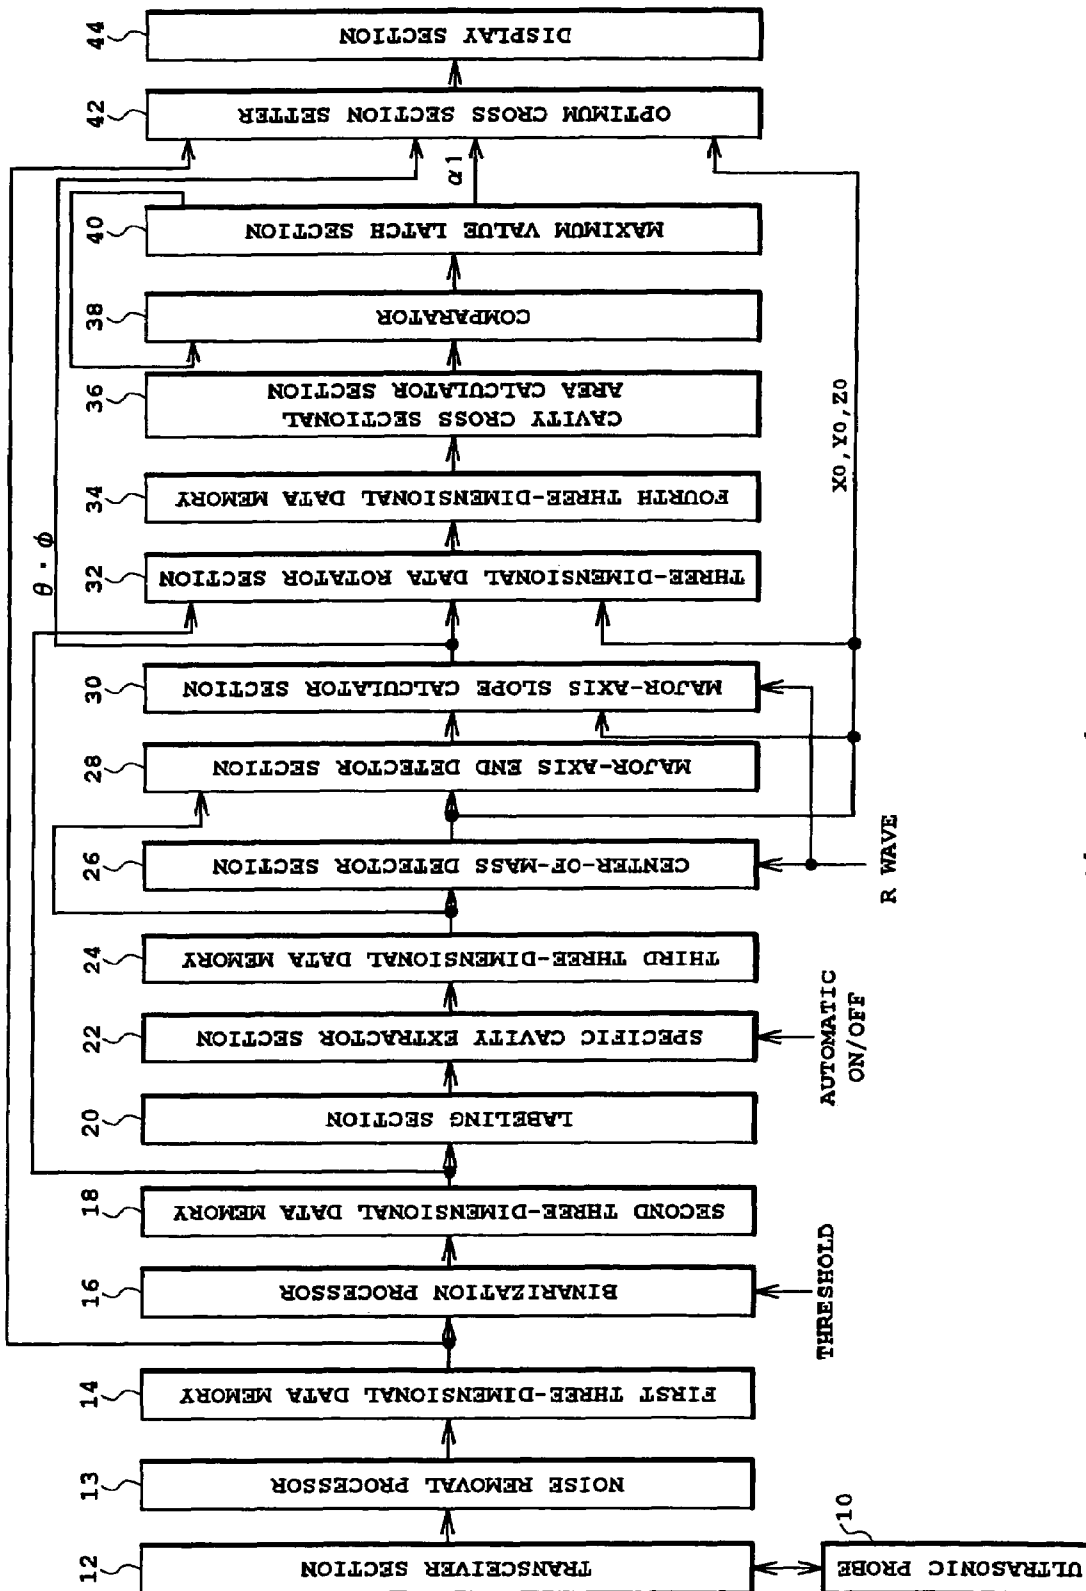 44
DISPLAY SECTION
42
OPTIMUM CROSS SECTION SETTER
α1
40
MAXIMUM VALUE LATCH SECTION
38
COMPARATOR
36
CAVITY CROSS SECTIONAL
AREA CALCULATOR SECTION
X0, Y0, Z0
34
FOURTH THREE-DIMENSIONAL DATA MEMORY
θ · φ
32
THREE-DIMENSIONAL DATA ROTATOR SECTION
30
MAJOR-AXIS SLOPE CALCULATOR SECTION
28
MAJOR-AXIS END DETECTOR SECTION
26
CENTER-OF-MASS DETECTOR SECTION
R WAVE
24
THIRD THREE-DIMENSIONAL DATA MEMORY
22
SPECIFIC CAVITY EXTRACTOR SECTION
AUTOMATIC
ON/OFF
20
LABELING SECTION
18
SECOND THREE-DIMENSIONAL DATA MEMORY
16
BINARIZATION PROCESSOR
THRESHOLD
14
FIRST THREE-DIMENSIONAL DATA MEMORY
13
NOISE REMOVAL PROCESSOR
12
TRANSCEIVER SECTION
10
ULTRASONIC PROBE